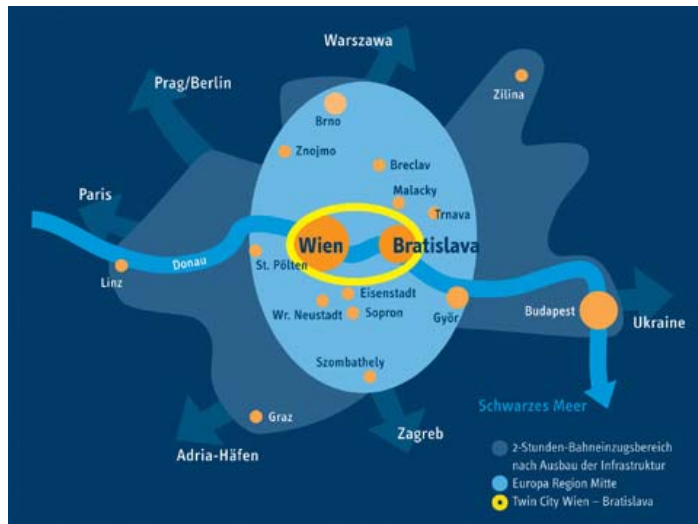 Warszawa
Prag/Berlin
Zilina
Brno
Znojmo
Breclav
Malacky
Paris
Trnava
Wien
Bratislava
Donau
St. Pölten
Linz
Eisenstadt
Wr. Neustadt
Sopron
Györ
Budapest
Ukraine
Szombathely
Schwarzes Meer
Graz
Zagreb
Adria-Häfen
2-Stunden-Bahneinzugsbereich
nach Ausbau der Infrastruktur
Europa Region Mitte
Twin City Wien – Bratislava